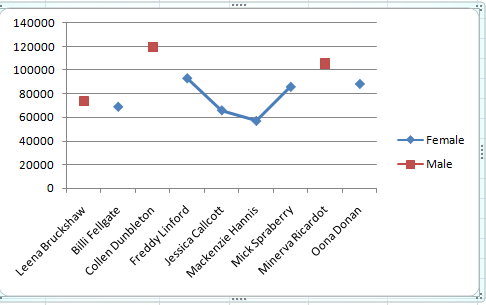 140000
120000
100000
80000
60000
40000
20000
0
Leena Bruckshaw
Billi Fellgate
Collen Dunbleton
Freddy Linford
Jessica Callcott
Mackenzie Hannis
Mick Spraberry
Minerva Ricardot
Oona Donan
Female
Male